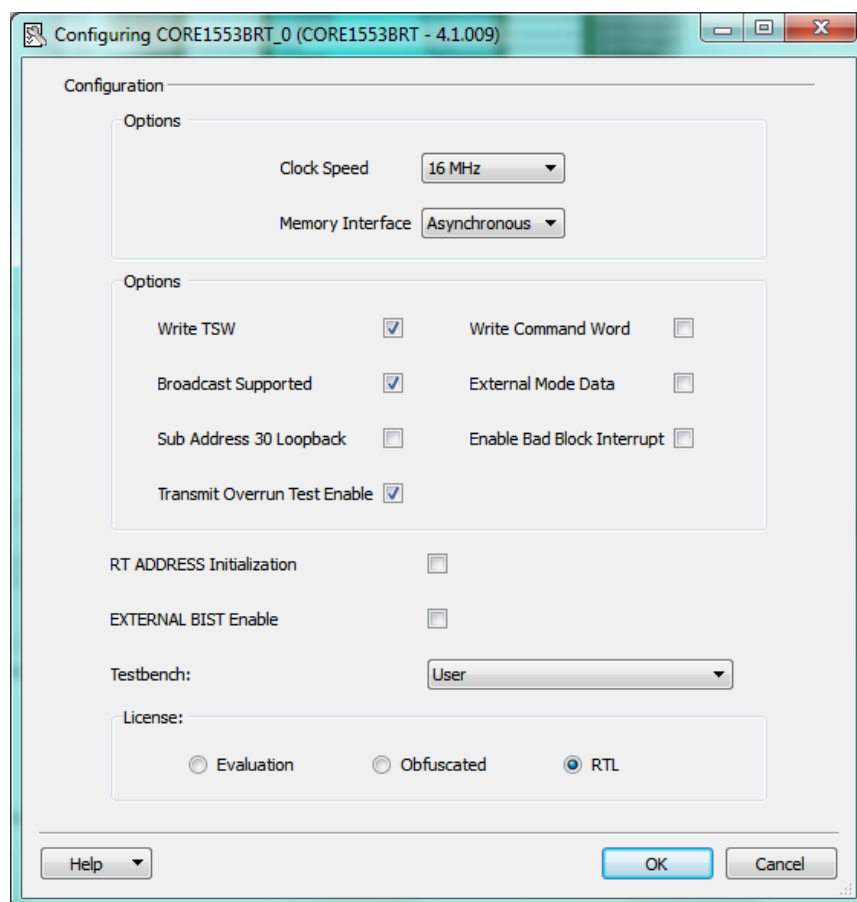 Configuring CORE1553BRT_0 (CORE1553BRT - 4.1.009)
Configuration
Options
Clock Speed 16 MHz
Memory Interface Asynchronous
Options
Write TSW Write Command Word
Broadcast Supported External Mode Data
Sub Address 30 Loopback Enable Bad Block Interrupt
Transmit Overrun Test Enable
RT ADDRESS Initialization
EXTERNAL BIST Enable
Testbench: User
License:
Evaluation Obfuscated RTL
Help OK Cancel